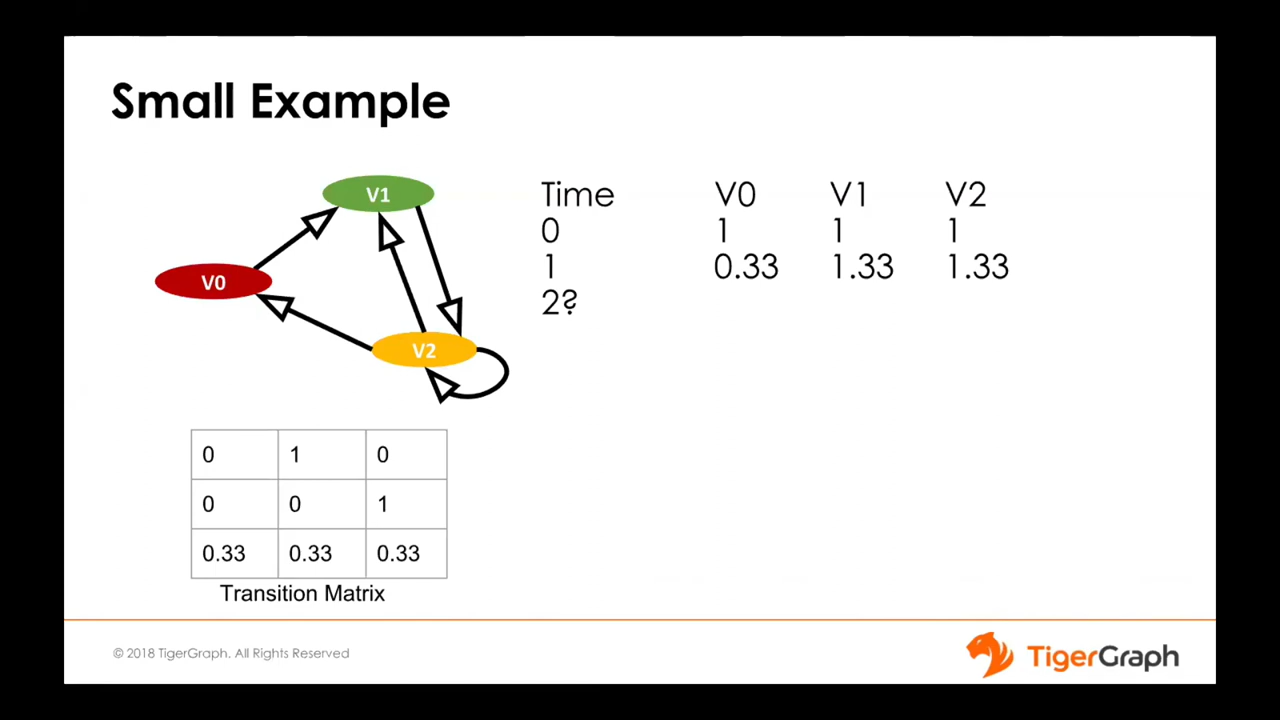 Small Example
V1
V0
V2
Time V0 V1 V2
0 1 1 1
1 0.33 1.33 1.33
2?
0 1 0
0 0 1
0.33 0.33 0.33
Transition Matrix
© 2018 TigerGraph. All Rights Reserved
TigerGraph